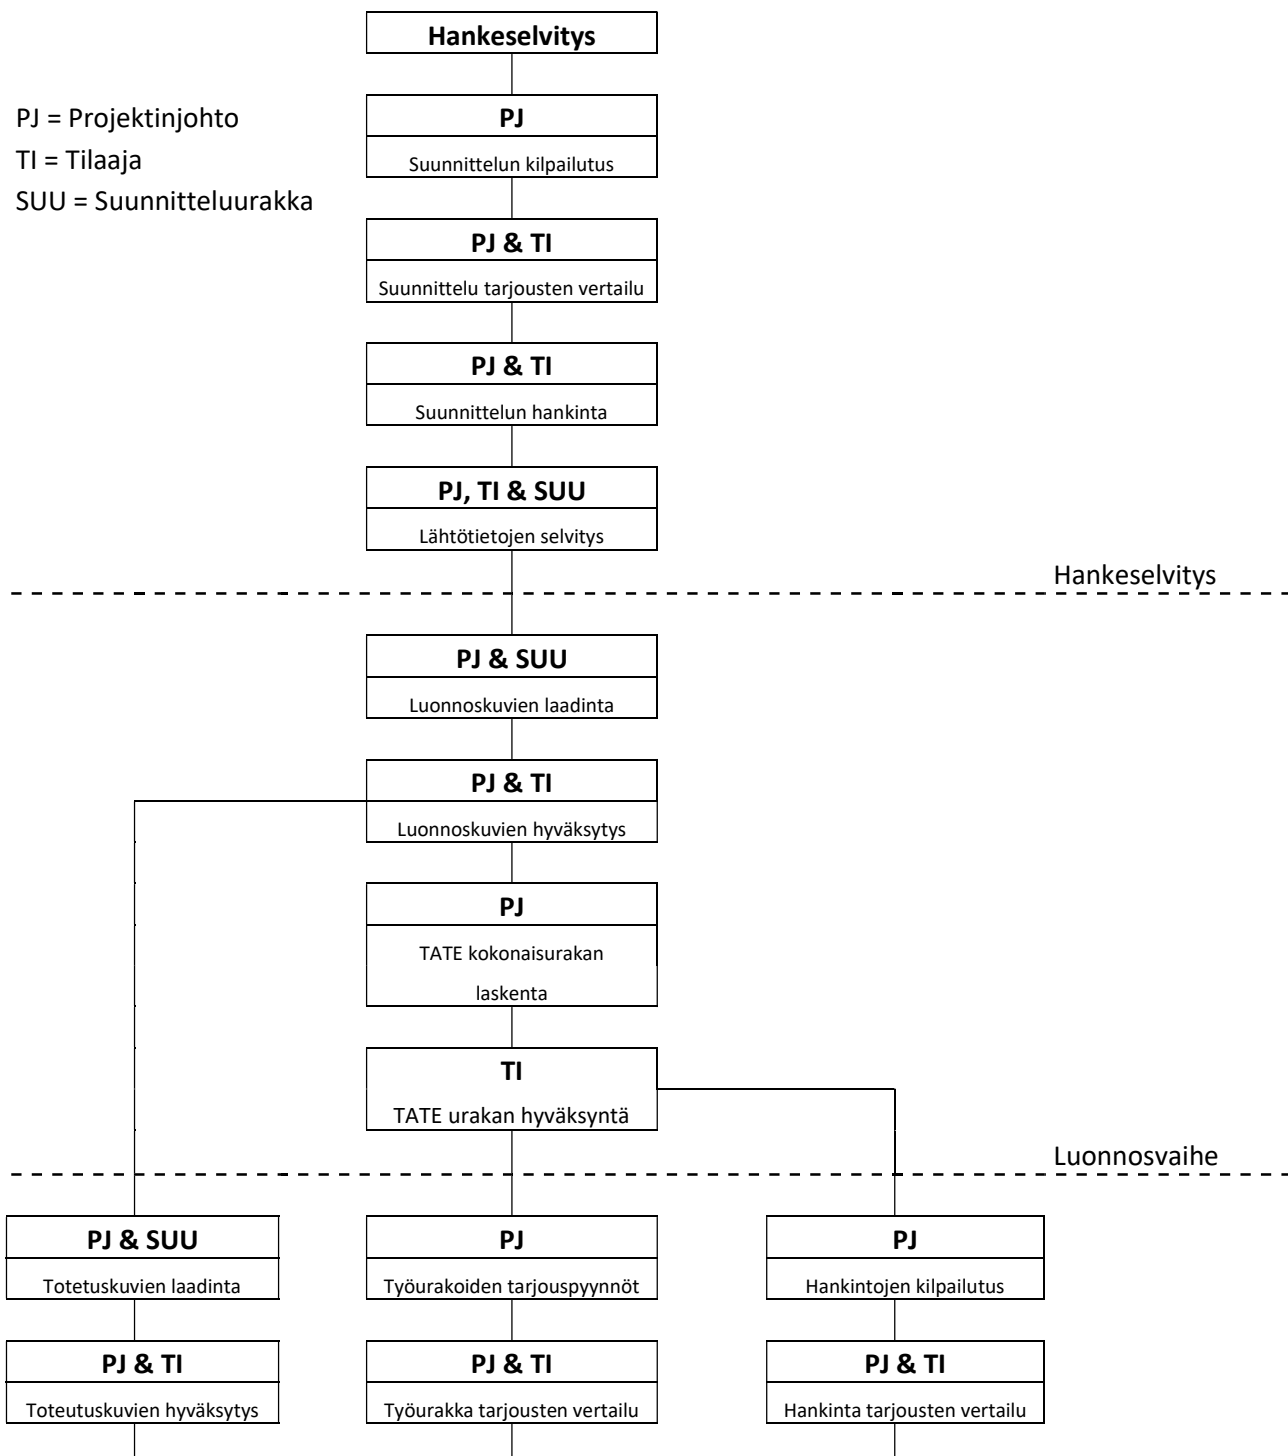 Hankeselvitys
PJ = Projektinjohto
TI = Tilaaja
SUU = Suunnitteluurakka
PJ
Suunnittelun kilpailutus
PJ & TI
Suunnittelu tarjousten vertailu
PJ & TI
Suunnittelun hankinta
PJ, TI & SUU
Lähtötietojen selvitys
Hankeselvitys
PJ & SUU
Luonnoskuvien laadinta
PJ & TI
Luonnoskuvien hyväksytys
PJ
TATE kokonaisurakan
laskenta
TI
TATE urakan hyväksyntä
Luonnosvaihe
PJ & SUU
Totetuskuvien laadinta
PJ
Työurakoiden tarjouspyynnöt
PJ
Hankintojen kilpailutus
PJ & TI
Toteutuskuvien hyväksytys
PJ & TI
Työurakka tarjousten vertailu
PJ & TI
Hankinta tarjousten vertailu